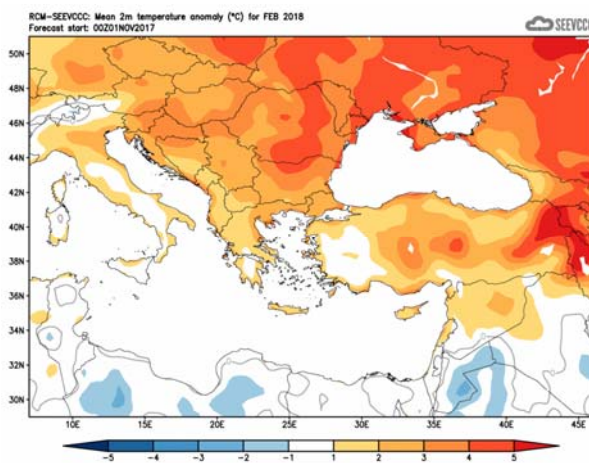 RCM-SEEVCCC: Mean 2m temperature anomaly (°C) for FEB 2018
Forecast start: 00Z01NOV2017
SEEVCCC
50N
48N
46N
44N
42N
40N
38N
36N
34N
32N
30N
10E 15E 20E 25E 30E 35E 40E 45E
-5 -4 -3 -2 -1 1 2 3 4 5